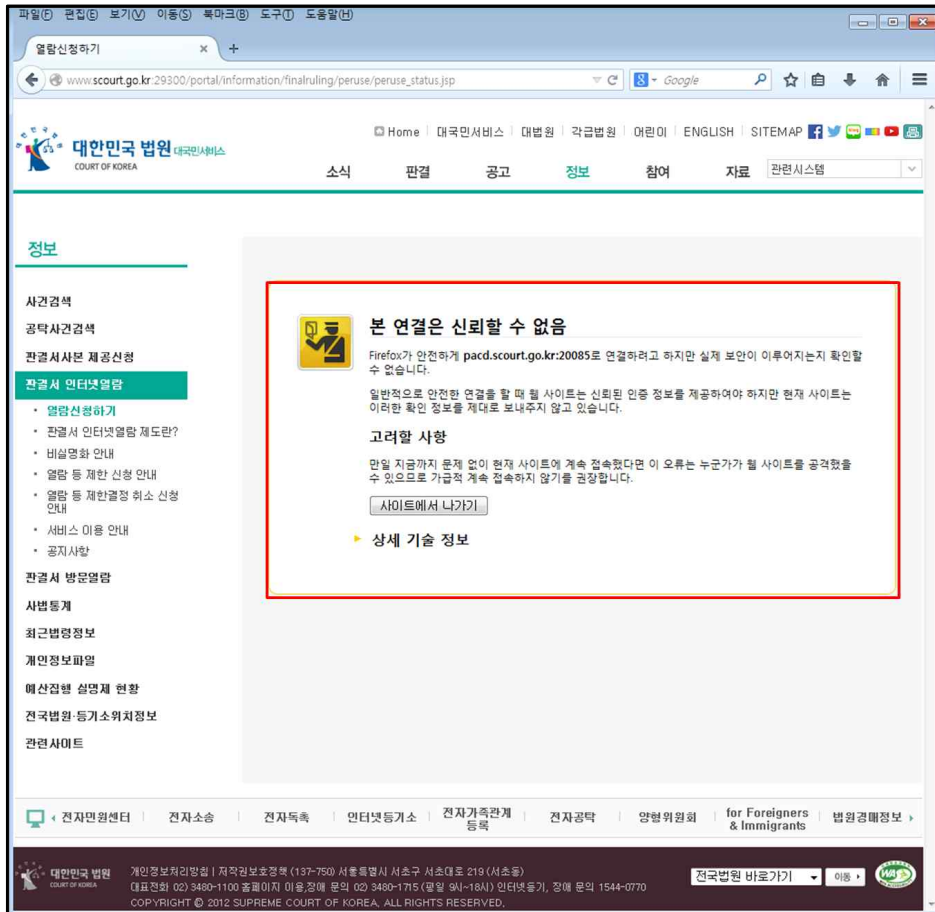 파일(F) 편집(E) 보기(V) 이동(S) 북마크(B) 도구(T) 도움말(H)
열람신청하기
www.scourt.go.kr:29300/portal/information/finalruling/peruse/peruse_status.jsp
Google
대한민국 법원 대국민서비스
COURT OF KOREA
Home 대국민서비스 대법원 각급법원 어린이 ENGLISH SITEMAP
소식 판결 공고 정보 참여 자료 관련시스템
정보
사건검색
공탁사건검색
판결서사본 제공신청
판결서 인터넷열람
• 열람신청하기
• 판결서 인터넷열람 제도란?
• 비실명화 안내
• 열람 등 제한 신청 안내
• 열람 등 제한결정 취소 신청
안내
• 서비스 이용 안내
• 공지사항
판결서 방문열람
사법통계
최근법령정보
개인정보파일
예산집행 실명제 현황
전국법원·등기소위치정보
관련사이트
본 연결은 신뢰할 수 없음
Firefox가 안전하게 pacd.scourt.go.kr:20085로 연결하려고 하지만 실제 보안이 이루어지는지 확인할
수 없습니다.
일반적으로 안전한 연결을 할 때 웹 사이트는 신뢰된 인증 정보를 제공하여야 하지만 현재 사이트는
이러한 확인 정보를 제대로 보내주지 않고 있습니다.
고려할 사항
만일 지금까지 문제 없이 현재 사이트에 계속 접속했다면 이 오류는 누군가가 웹 사이트를 공격했을
수 있으므로 가급적 계속 접속하지 않기를 권장합니다.
사이트에서 나가기
상세 기술 정보
전자민원센터 전자소송 전자독촉 인터넷등기소 전자가족관계
등록 전자공탁 양형위원회 for Foreigners
& Immigrants 법원경매정보
대한민국 법원
COURT OF KOREA
개인정보처리방침 | 저작권보호정책 (137-750) 서울특별시 서초구 서초대로 219 (서초동)
대표전화 02) 3480-1100 홈페이지 이용,장애 문의 02) 3480-1715 (평일 9시~18시) 인터넷등기, 장애 문의 1544-0770
COPYRIGHT © 2012 SUPREME COURT OF KOREA, ALL RIGHTS RESERVED.
전국법원 바로가기 이동
WA